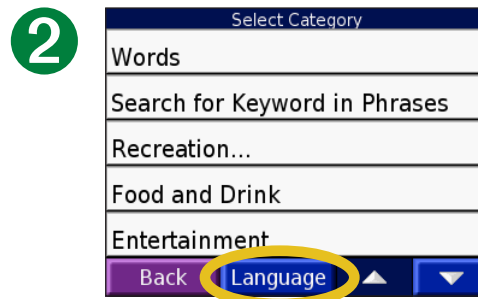 2
Select Category
Words
Search for Keyword in Phrases
Recreation...
Food and Drink
Entertainment
Back Language